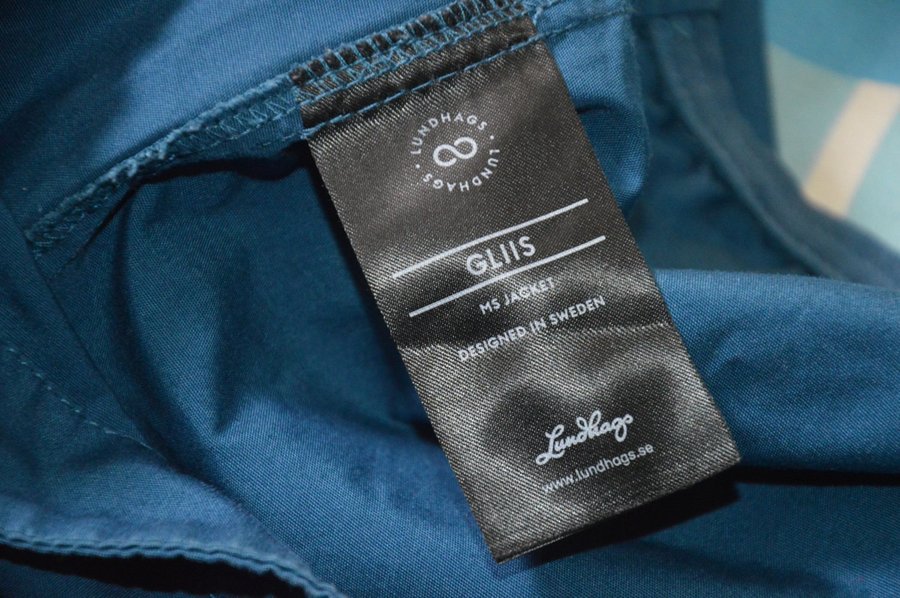 LUNDHAGS · LUNDHAGS ·
GLIIS
MS JACKET
DESIGNED IN SWEDEN
Lundhags
www.lundhags.se